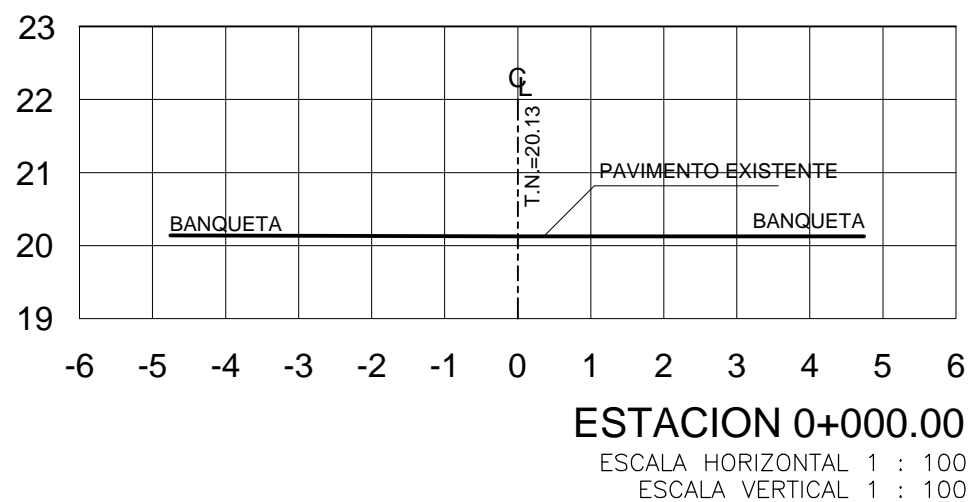 23
22
21
20
19
CL
T.N.=20.13
PAVIMENTO EXISTENTE
BANQUETA
BANQUETA
-6 -5 -4 -3 -2 -1 0 1 2 3 4 5 6
ESTACION 0+000.00
ESCALA HORIZONTAL 1 : 100
ESCALA VERTICAL 1 : 100